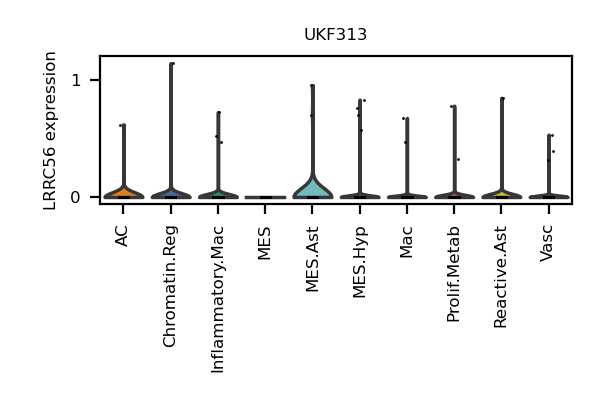 UKF313
LRRC56 expression
1
0
AC
Chromatin.Reg
Inflammatory.Mac
MES
MES.Ast
MES.Hyp
Mac
Prolif.Metab
Reactive.Ast
Vasc